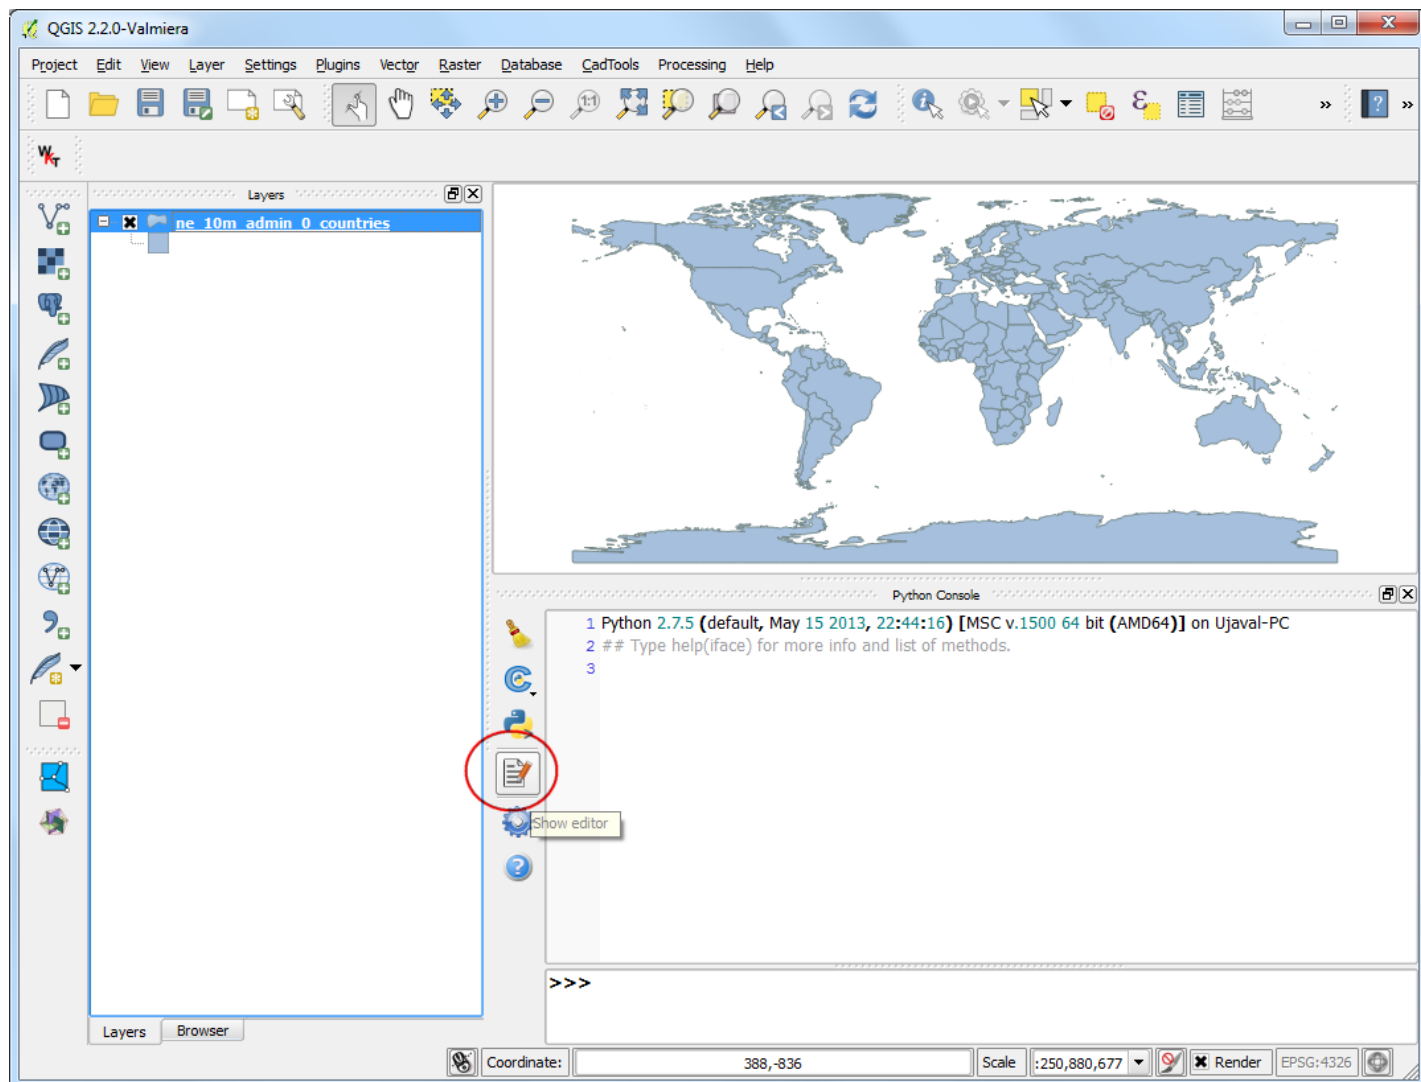 QGIS 2.2.0-Valmiera
Project Edit View Layer Settings Plugins Vector Raster Database CadTools Processing Help
1:1
ε
»
?
»
WKT
Layers
ne_10m_admin_0_countries
Python Console
1 Python 2.7.5 (default, May 15 2013, 22:44:16) [MSC v.1500 64 bit (AMD64)] on Ujaval-PC
2 ## Type help(iface) for more info and list of methods.
3
Show editor
?
>>>
Layers Browser
Coordinate: 388,-836 Scale :250,880,677 Render EPSG:4326